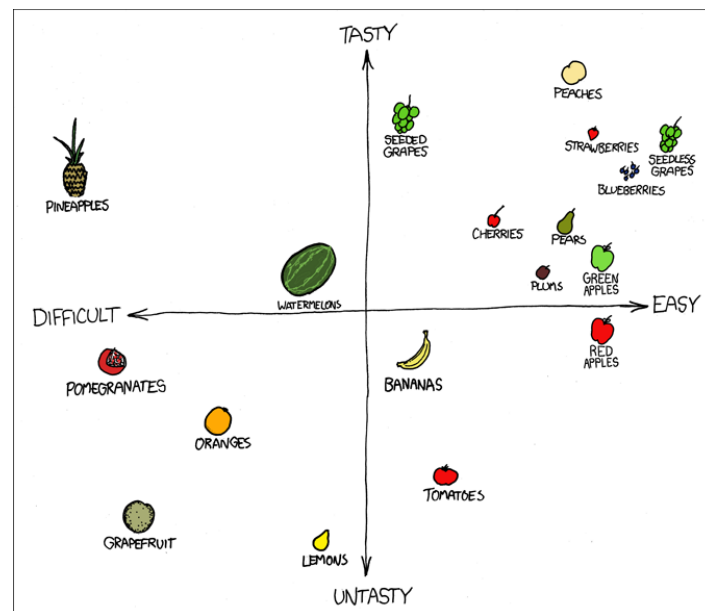 TASTY
PEACHES
SEEDED
GRAPES
STRAWBERRIES
SEEDLESS
GRAPES
BLUEBERRIES
PINEAPPLES
CHERRIES
PEARS
PLUMS
GREEN
APPLES
WATERMELONS
DIFFICULT
EASY
RED
APPLES
POMEGRANATES
BANANAS
ORANGES
TOMATOES
GRAPEFRUIT
LEMONS
UNTASTY